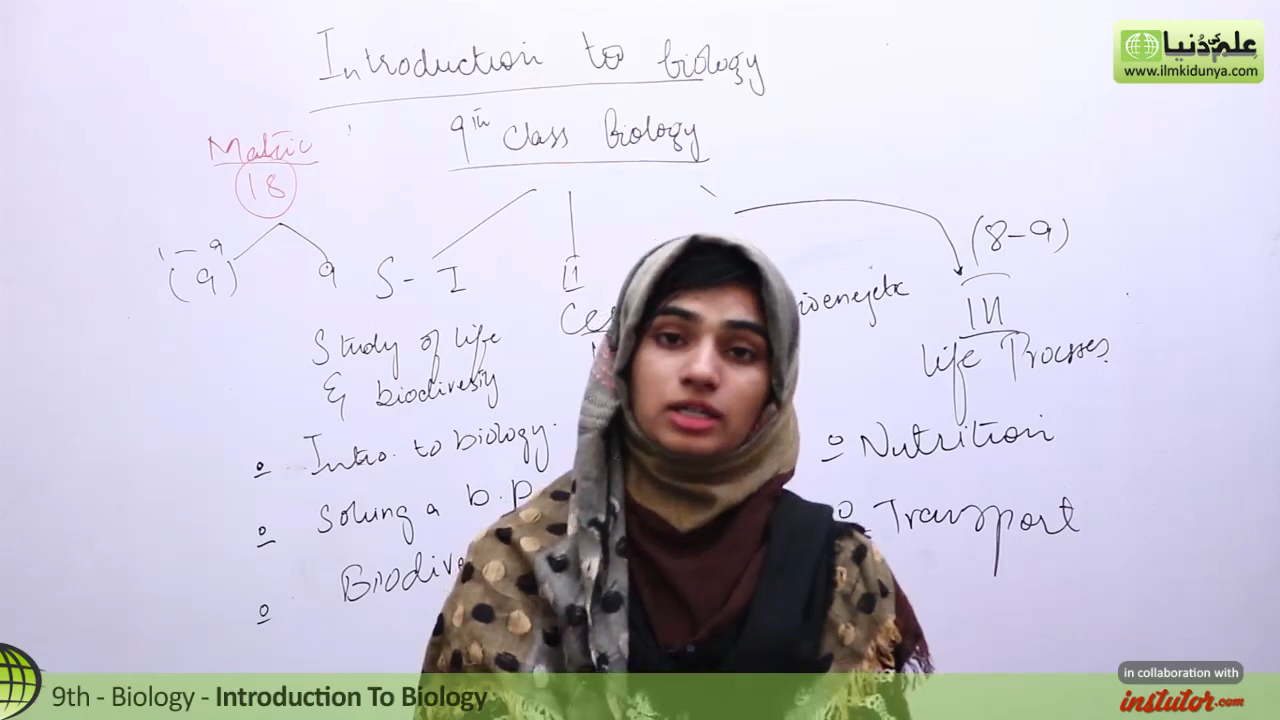 Introduction to biology
علم کی دنیا
www.ilmkidunya.com
9th Class biology
Matric
18
1 - 9
(9) 9
S - I
II
(8-9)
III
Study of life
& biodiversity
Life Processes
Intro. to biology.
Nutrition
Solving a b.p
Transport
in collaboration with
instutor.com
9th - Biology - Introduction To Biology